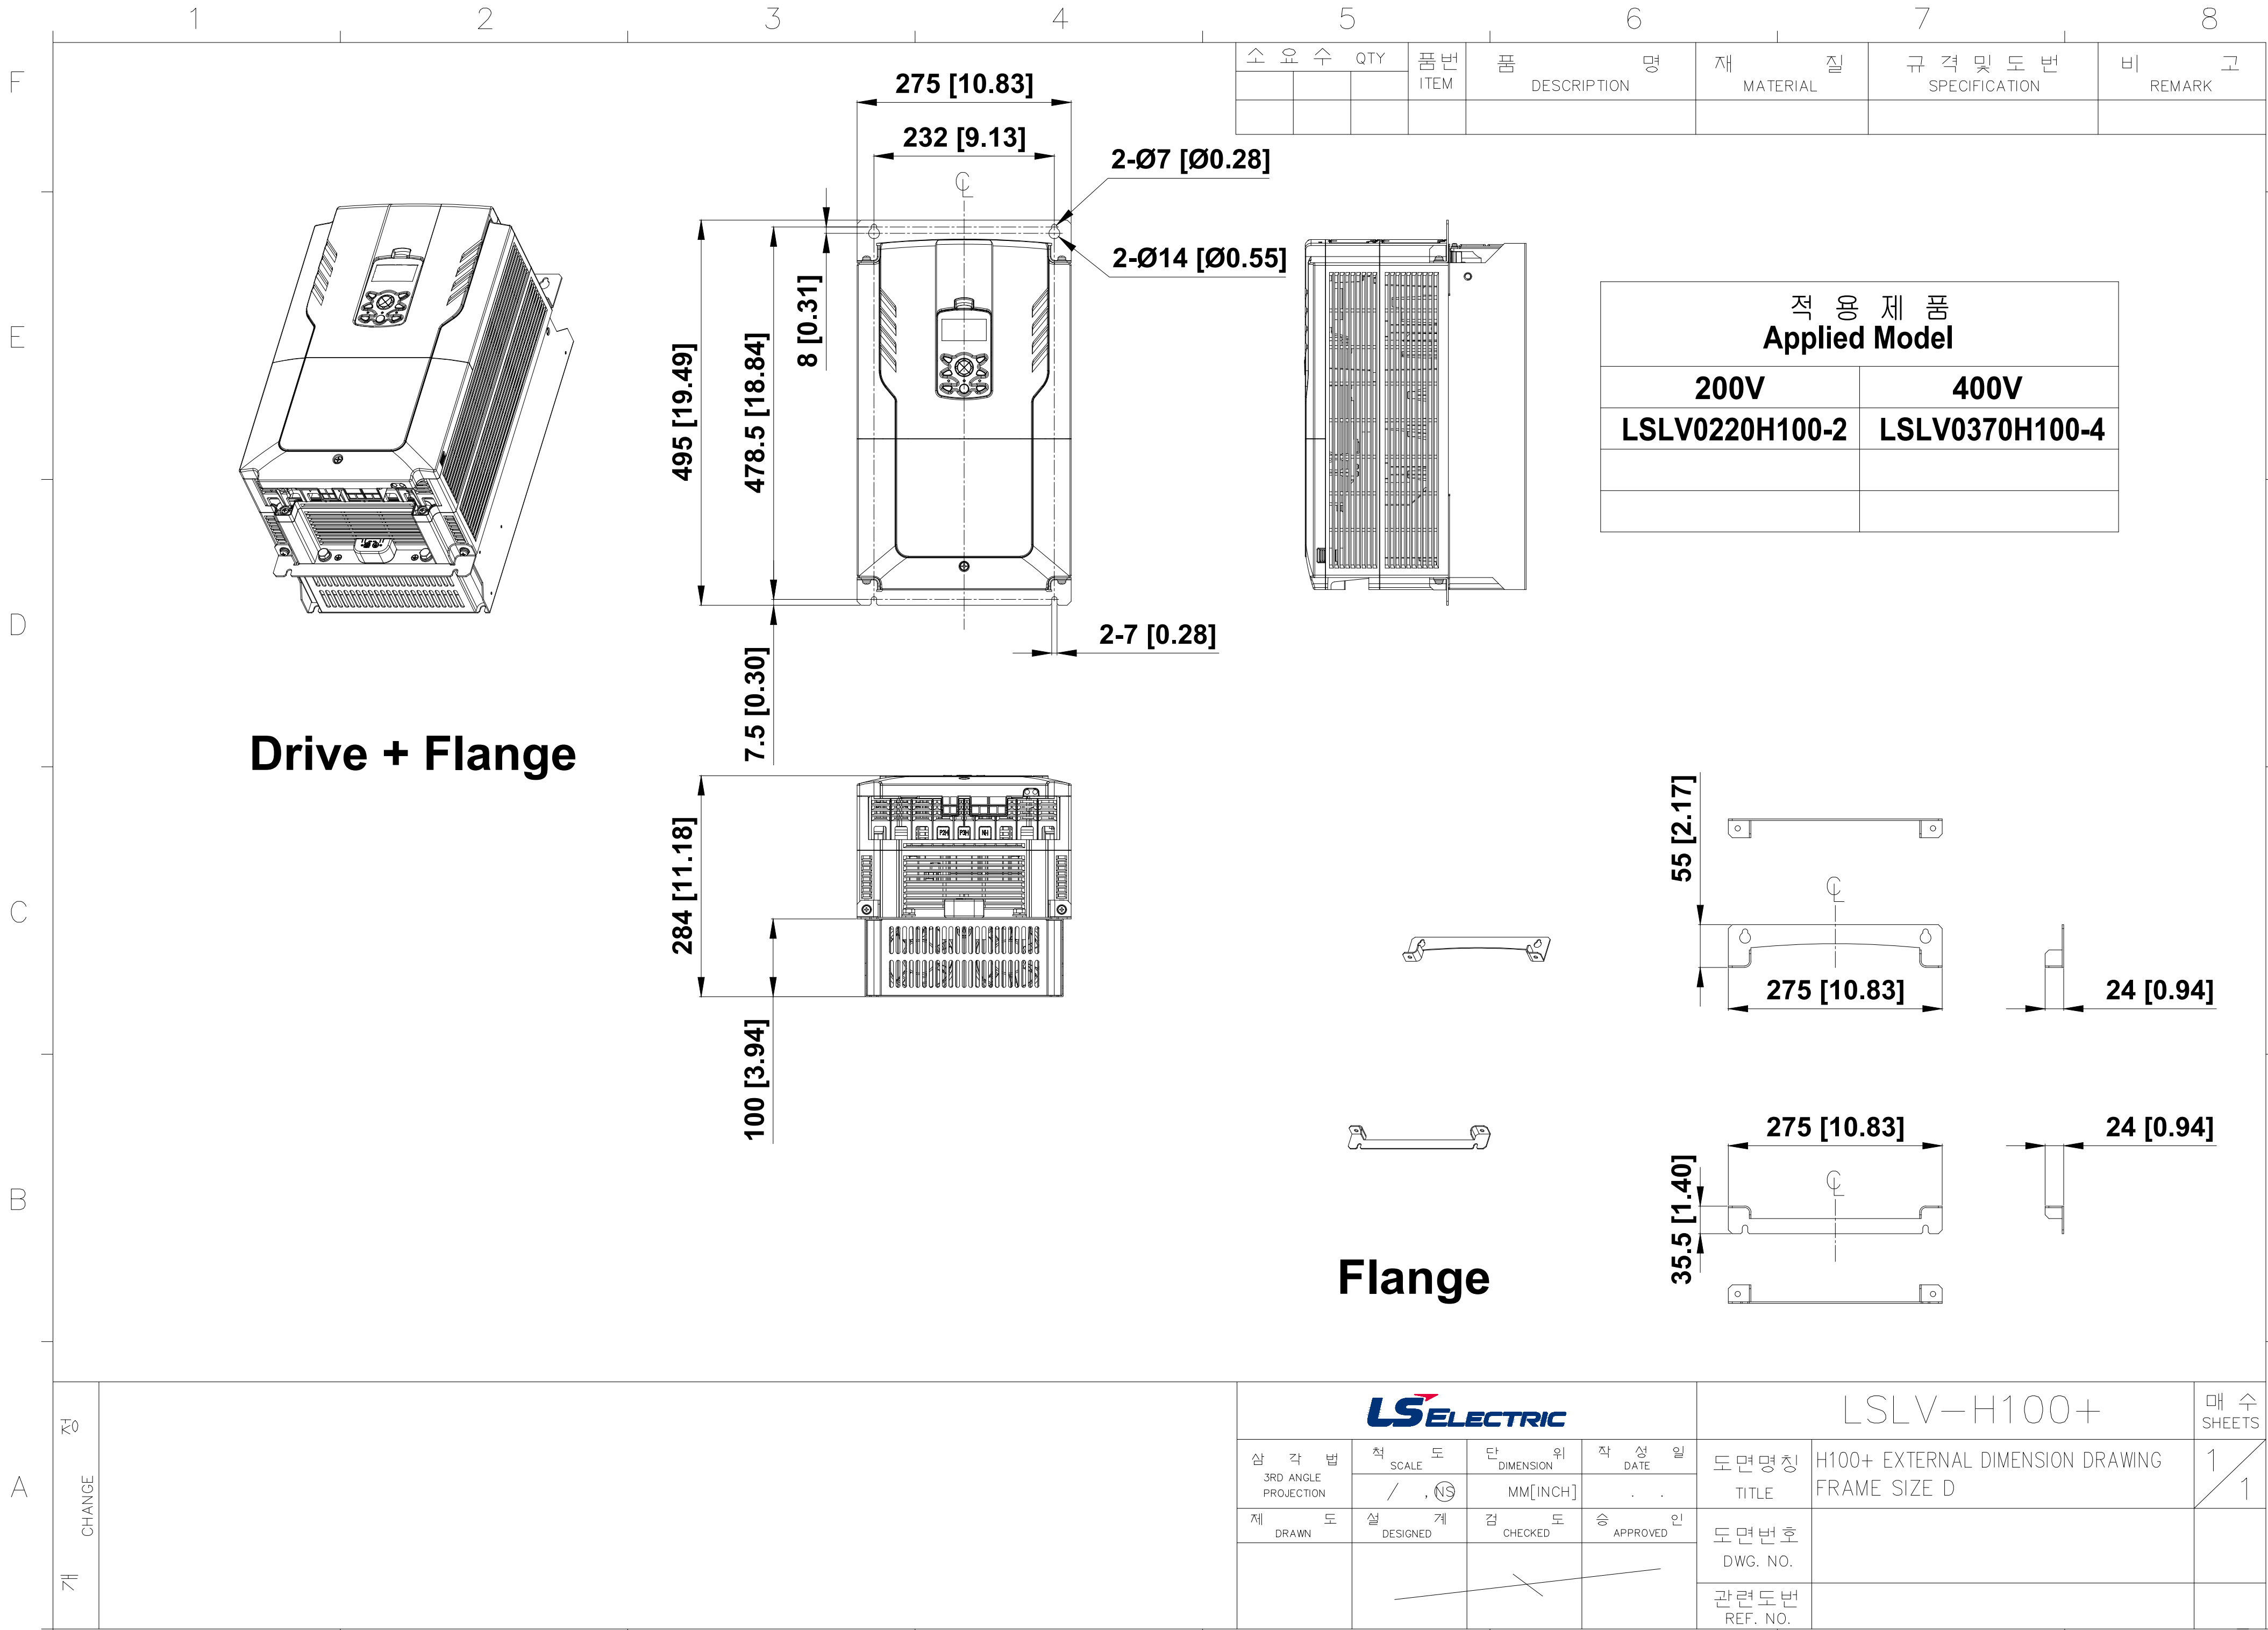 1 2 3 4 5 6 7 8
F
E
D
C
B
A
소 요 수 QTY
품번
ITEM
품 명
DESCRIPTION
재 질
MATERIAL
규 격 및 도 번
SPECIFICATION
비 고
REMARK
275 [10.83]
232 [9.13]
2-Ø7 [Ø0.28]
2-Ø14 [Ø0.55]
8 [0.31]
495 [19.49]
478.5 [18.84]
2-7 [0.28]
7.5 [0.30]
적 용 제 품
Applied Model
200V 400V
LSLV0220H100-2 LSLV0370H100-4
Drive + Flange
284 [11.18]
100 [3.94]
P2H P3H NH
55 [2.17]
275 [10.83]
24 [0.94]
275 [10.83]
24 [0.94]
35.5 [1.40]
Flange
정
CHANGE
개
LS ELECTRIC
삼 각 법
3RD ANGLE
PROJECTION
척 도
SCALE
/ , NS
단 위
DIMENSION
MM[INCH]
작 성 일
DATE
. .
제 도
DRAWN
설 계
DESIGNED
검 도
CHECKED
승 인
APPROVED
LSLV-H100+
매 수
SHEETS
1/1
도면명칭
TITLE
H100+ EXTERNAL DIMENSION DRAWING
FRAME SIZE D
도면번호
DWG. NO.
관련도번
REF. NO.